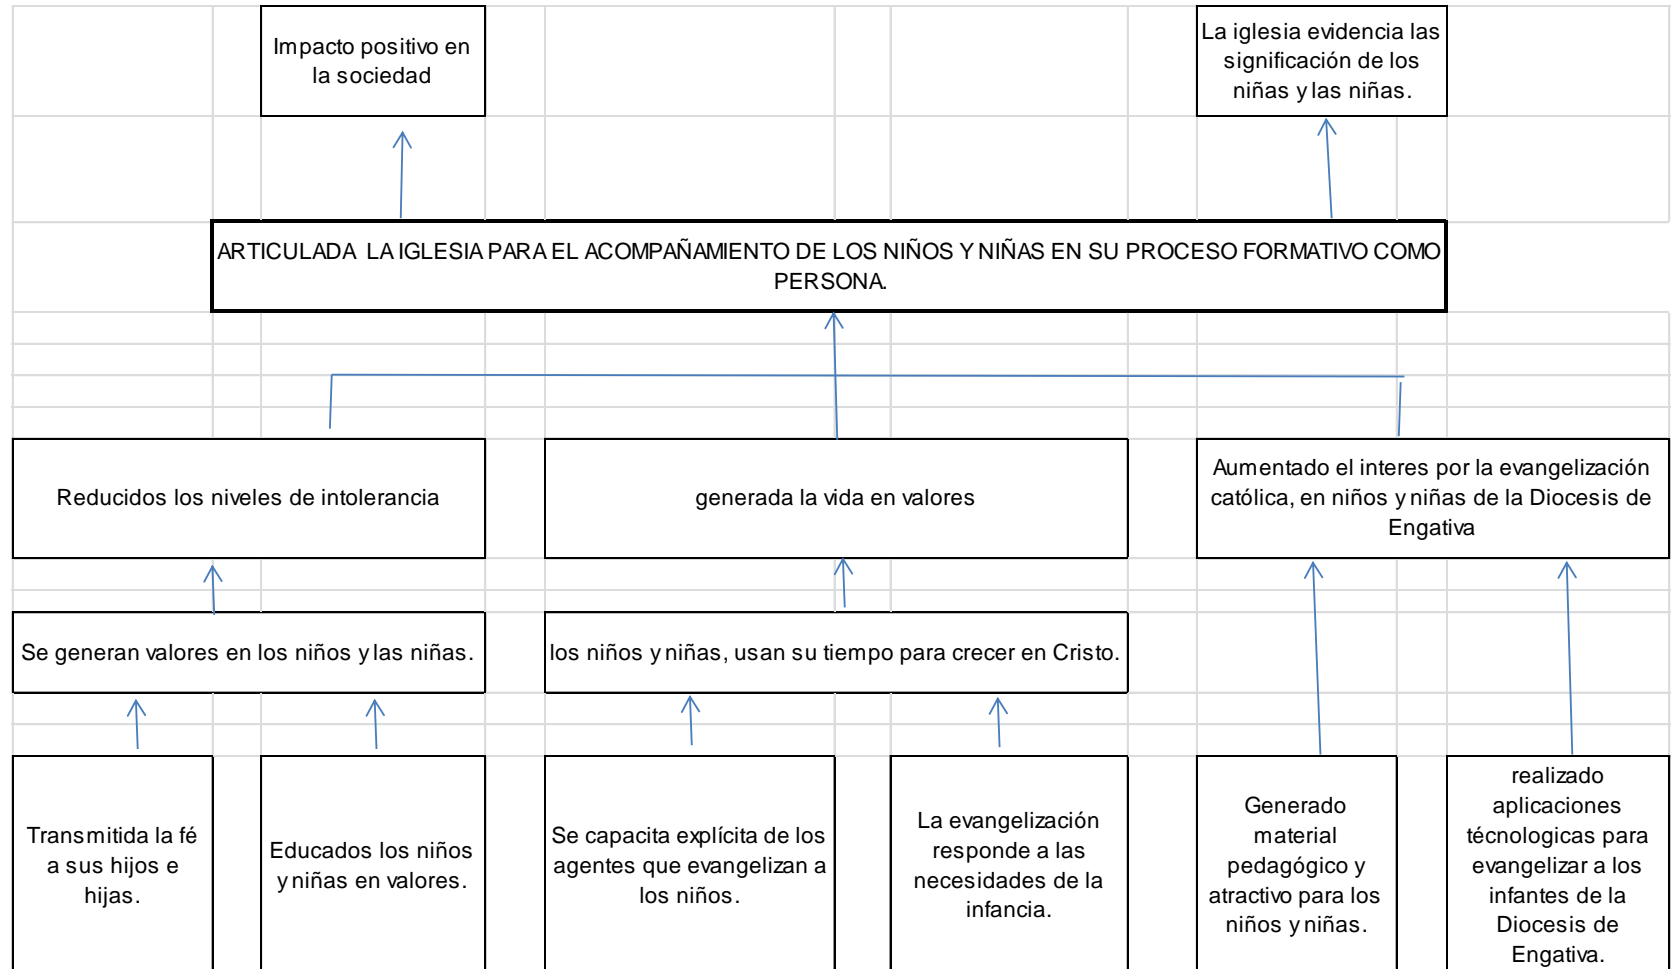 Impacto positivo en
la sociedad
La iglesia evidencia las
significación de los
niñas y las niñas.
ARTICULADA LA IGLESIA PARA EL ACOMPAÑAMIENTO DE LOS NIÑOS Y NIÑAS EN SU PROCESO FORMATIVO COMO
PERSONA.
Reducidos los niveles de intolerancia
generada la vida en valores
Aumentado el interes por la evangelización
católica, en niños y niñas de la Diocesis de
Engativa
Se generan valores en los niños y las niñas.
los niños y niñas, usan su tiempo para crecer en Cristo.
Transmitida la fé
a sus hijos e
hijas.
Educados los niños
y niñas en valores.
Se capacita explícita de los
agentes que evangelizan a
los niños.
La evangelización
responde a las
necesidades de la
infancia.
Generado
material
pedagógico y
atractivo para los
niños y niñas.
realizado
aplicaciones
técnologicas para
evangelizar a los
infantes de la
Diocesis de
Engativa.